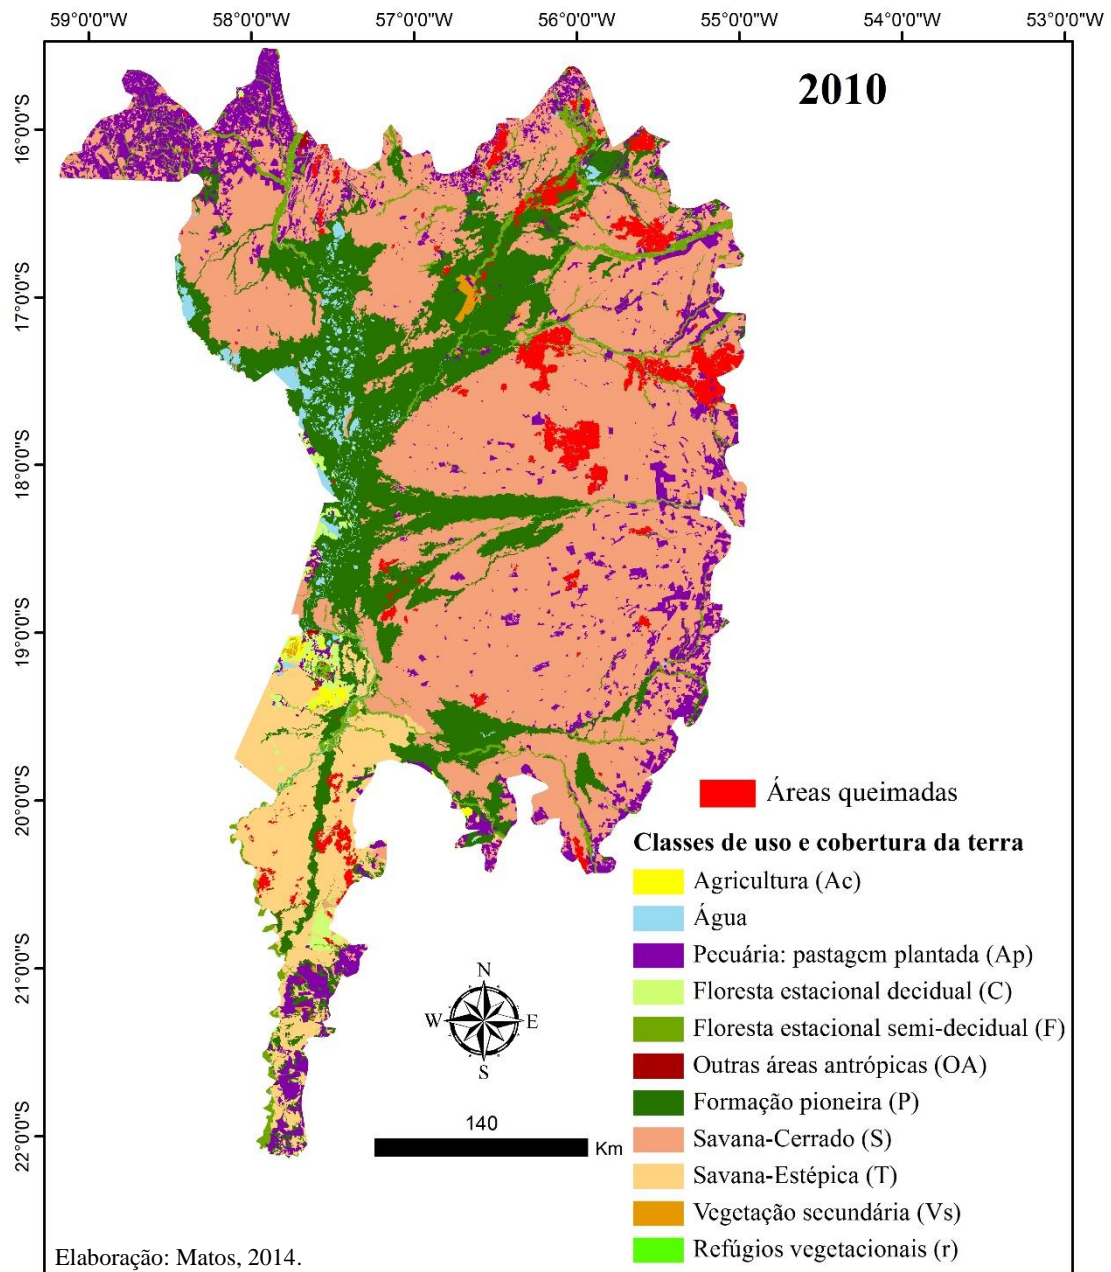 59°0'0"W 58°0'0"W 57°0'0"W 56°0'0"W 55°0'0"W 54°0'0"W 53°0'0"W
2010
16°0'0"S
17°0'0"S
18°0'0"S
19°0'0"S
20°0'0"S
21°0'0"S
22°0'0"S
Áreas queimadas
Classes de uso e cobertura da terra
Agricultura (Ac)
Água
Pecuária: pastagem plantada (Ap)
Floresta estacional decidual (C)
Floresta estacional semi-decidual (F)
Outras áreas antrópicas (OA)
Formação pioneira (P)
Savana-Cerrado (S)
Savana-Estépica (T)
Vegetação secundária (Vs)
Refúgios vegetacionais (r)
N
W E
S
140
Km
Elaboração: Matos, 2014.